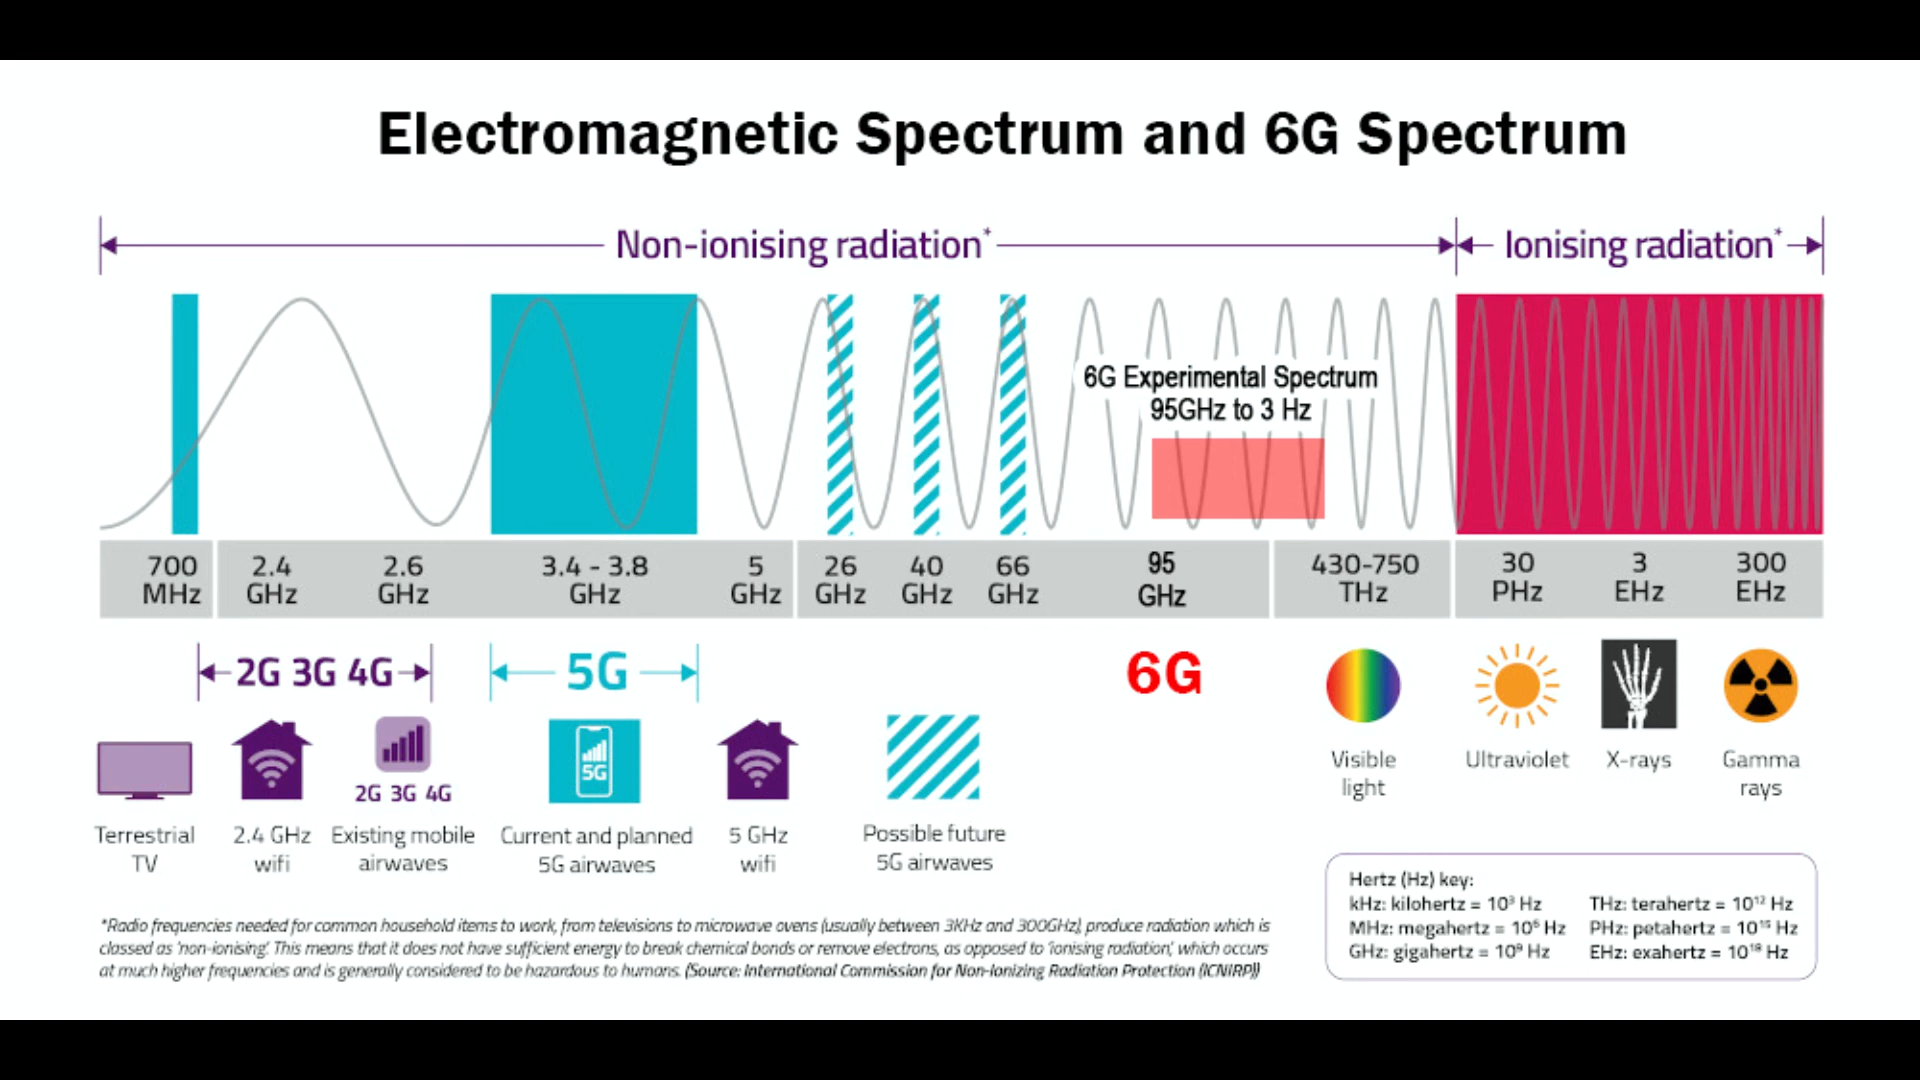 Electromagnetic Spectrum and 6G Spectrum
Non-ionising radiation*
Ionising radiation*
6G Experimental Spectrum
95GHz to 3 Hz
700
MHz
2.4
GHz
2.6
GHz
3.4 - 3.8
GHz
5
GHz
26
GHz
40
GHz
66
GHz
95
GHz
430-750
THz
30
PHz
3
EHz
300
EHz
2G 3G 4G
5G
6G
2G 3G 4G
5G
Terrestrial
TV
2.4 GHz
wifi
Existing mobile
airwaves
Current and planned
5G airwaves
5 GHz
wifi
Possible future
5G airwaves
Visible
light
Ultraviolet
X-rays
Gamma
rays
Hertz (Hz) key:
kHz: kilohertz = 10³ Hz
MHz: megahertz = 10⁶ Hz
GHz: gigahertz = 10⁹ Hz
THz: terahertz = 10¹² Hz
PHz: petahertz = 10¹⁵ Hz
EHz: exahertz = 10¹⁸ Hz
*Radio frequencies needed for common household items to work, from televisions to microwave ovens (usually between 3KHz and 300GHz) produce radiation which is
classed as 'non-ionising'. This means that it does not have sufficient energy to break chemical bonds or remove electrons, as opposed to 'ionising radiation', which occurs
at much higher frequencies and is generally considered to be hazardous to humans. (Source: International Commission for Non-Ionizing Radiation Protection (ICNIRP))